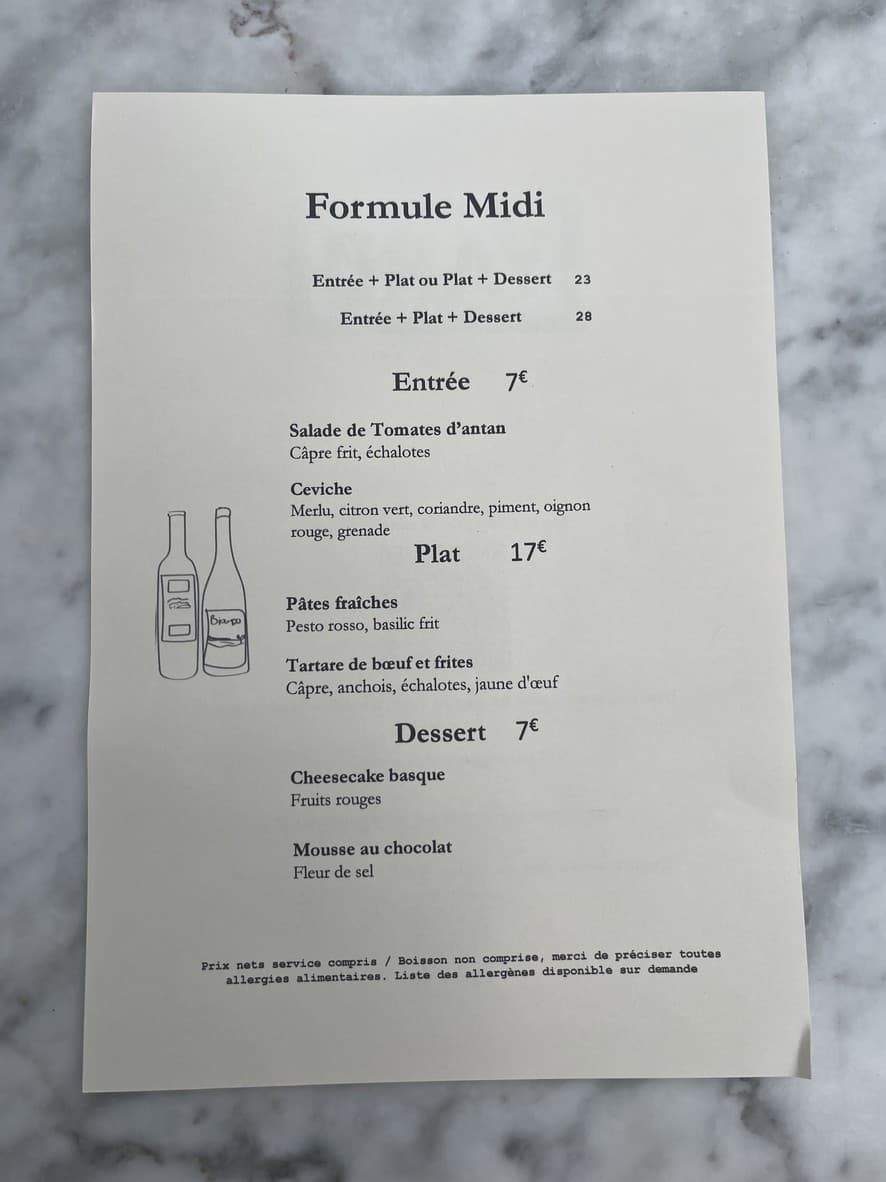 Formule Midi
Entrée + Plat ou Plat + Dessert 23
Entrée + Plat + Dessert 28
Entrée 7€
Salade de Tomates d'antan
Câpre frit, échalotes
Ceviche
Merlu, citron vert, coriandre, piment, oignon
rouge, grenade
Plat 17€
Pâtes fraîches
Pesto rosso, basilic frit
Tartare de bœuf et frites
Câpre, anchois, échalotes, jaune d'œuf
Dessert 7€
Cheesecake basque
Fruits rouges
Mousse au chocolat
Fleur de sel
Prix nets service compris / Boisson non comprise, merci de préciser toutes
allergies alimentaires. Liste des allergènes disponible sur demande